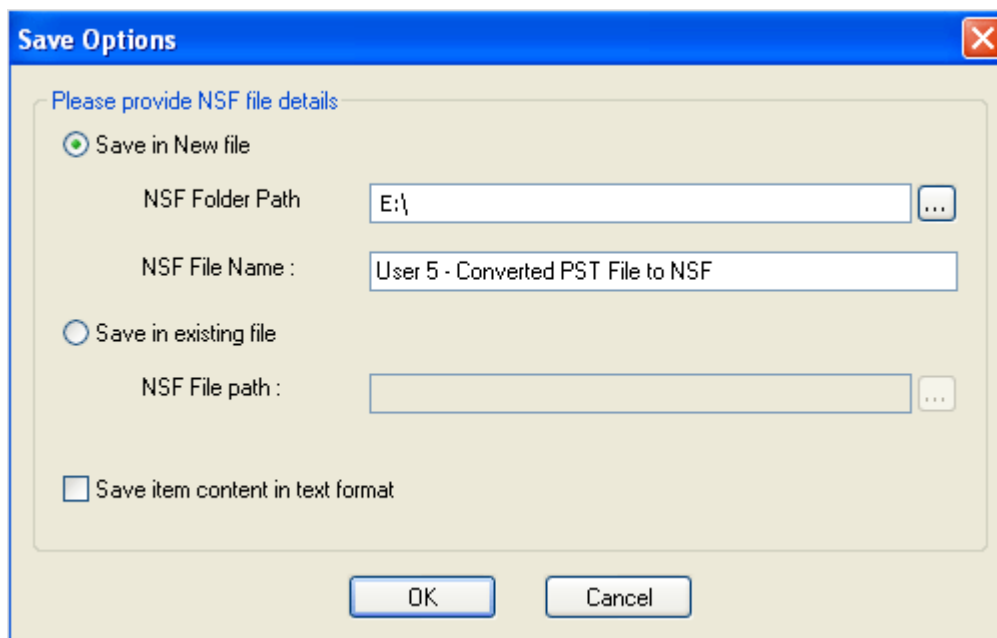 Save Options
Please provide NSF file details
Save in New file
NSF Folder Path
E:\
...
NSF File Name :
User 5 - Converted PST File to NSF
Save in existing file
NSF File path :
...
Save item content in text format
OK
Cancel